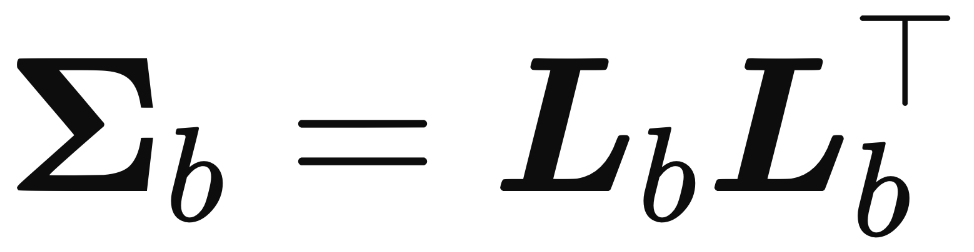 𝜮_b = 𝑳_b 𝑳_b^⊤